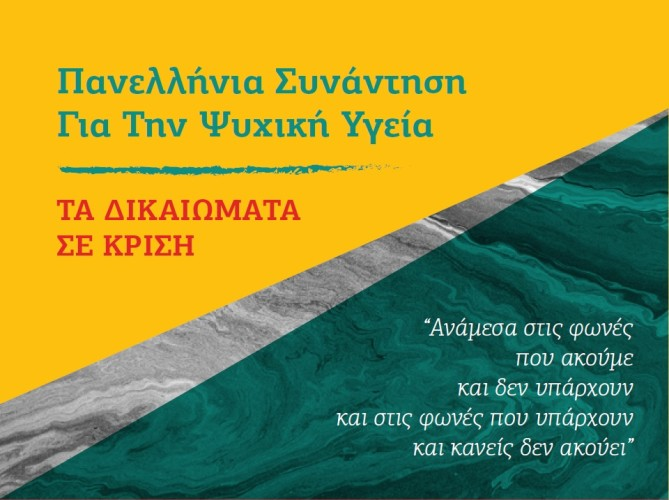 Πανελλήνια Συνάντηση
Για Την Ψυχική Υγεία
ΤΑ ΔΙΚΑΙΩΜΑΤΑ
ΣΕ ΚΡΙΣΗ
“Ανάμεσα στις φωνές
που ακούμε
και δεν υπάρχουν
και στις φωνές που υπάρχουν
και κανείς δεν ακούει”